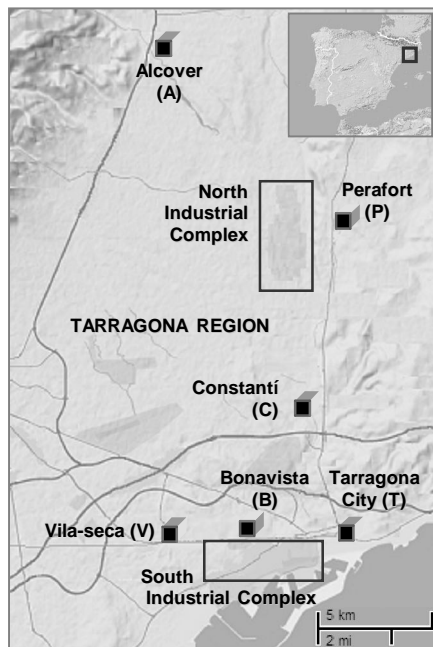 Alcover
(A)
North
Industrial
Complex
Perafort
(P)
TARRAGONA REGION
Constantí
(C)
Bonavista
(B)
Tarragona
City (T)
Vila-seca (V)
South
Industrial Complex
5 km
2 mi